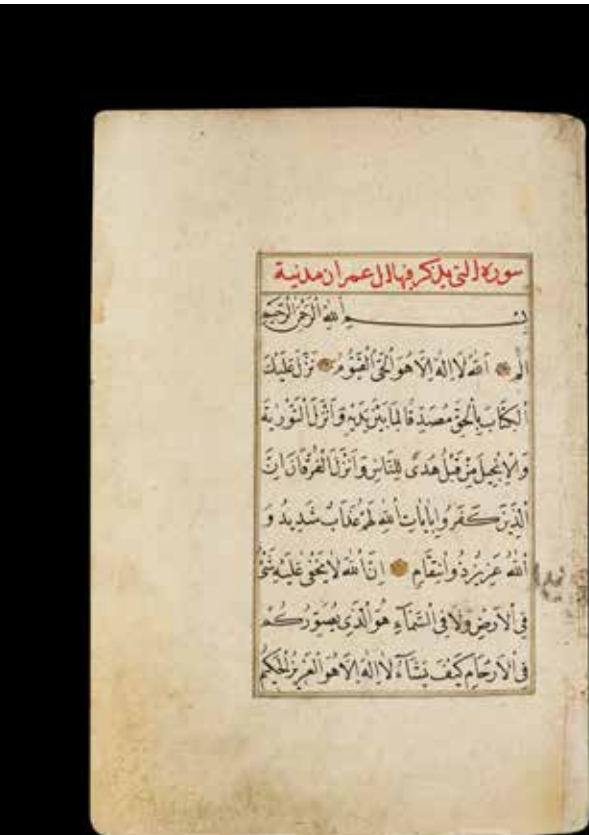 سورة التي يذكر فيها ال عمران مدنية
بسم الله الرحمن الرحيم
الم الله لا اله الا هو الحي القيوم نزل عليك
الكتاب بالحق مصدقا لما بين يديه وانزل التورية
والانجيل من قبل هدى للناس وانزل الفرقان ان
الذين كفروا بايات الله لهم عذاب شديد و
الله عزيز ذو انتقام ان الله لا يخفى عليه شئ
في الارض ولا في السماء هو الذي يصوركم
في الارحام كيف يشاء لا اله الا هو العزيز الحكيم